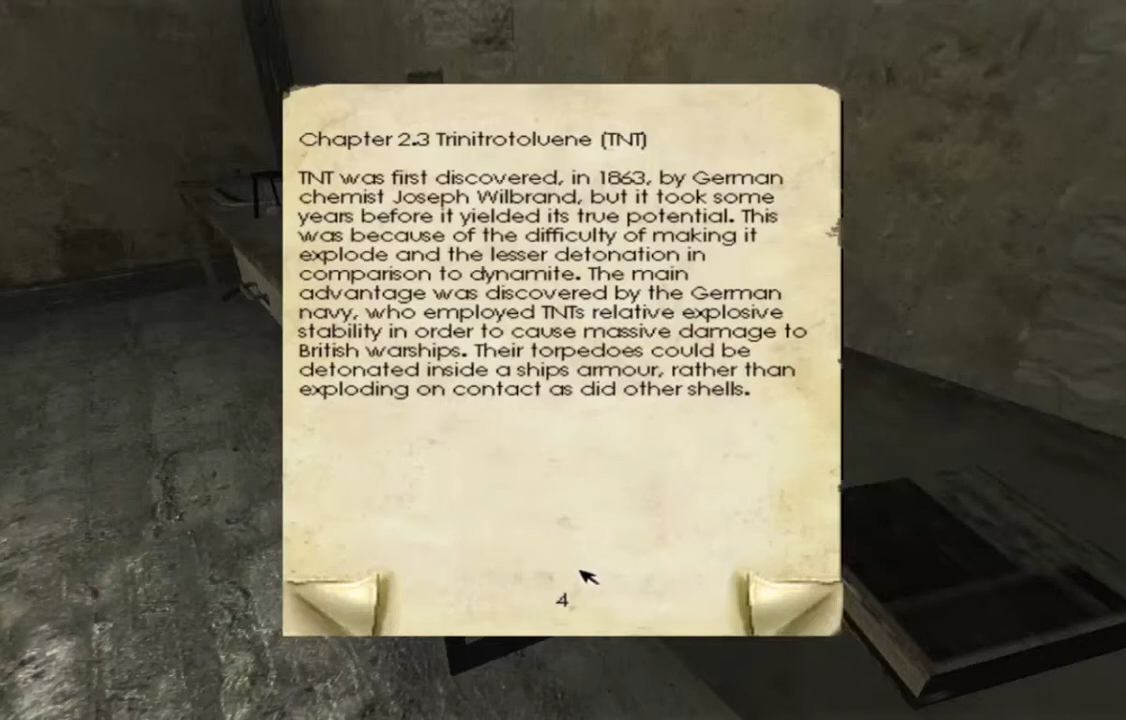 Chapter 2.3 Trinitrotoluene (TNT)
TNT was first discovered, in 1863, by German
chemist Joseph Wilbrand, but it took some
years before it yielded its true potential. This
was because of the difficulty of making it
explode and the lesser detonation in
comparison to dynamite. The main
advantage was discovered by the German
navy, who employed TNTs relative explosive
stability in order to cause massive damage to
British warships. Their torpedoes could be
detonated inside a ships armour, rather than
exploding on contact as did other shells.
4